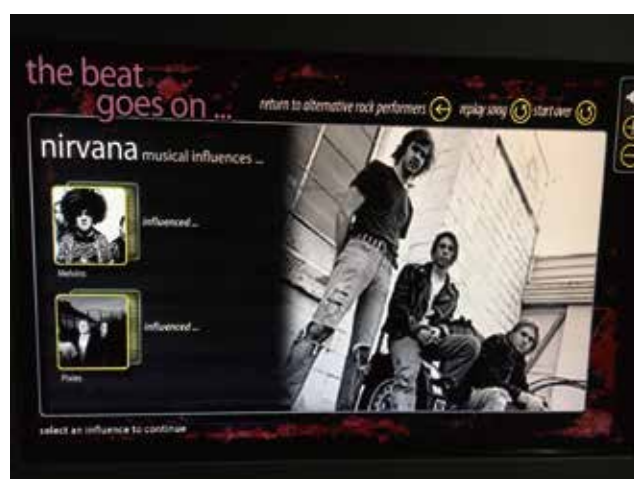 the beat
goes on ...
return to alternative rock performers
replay song
start over
nirvana musical influences ...
influenced ...
Melvins
influenced ...
Pixies
select an influence to continue